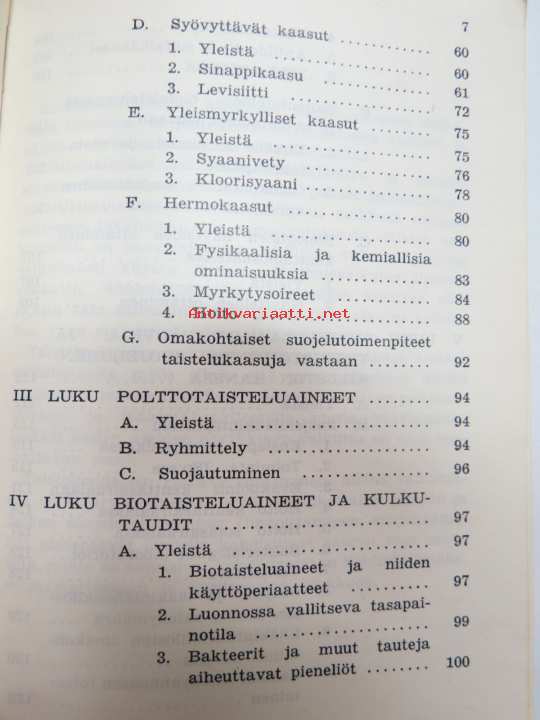 D. Syövyttävät kaasut .............. 7
1. Yleistä ........................ 60
2. Sinappikaasu ................ 60
3. Levisiitti ..................... 61
72
E. Yleismyrkylliset kaasut ......... 75
1. Yleistä ........................ 75
2. Syaanivety ................... 76
3. Kloorisyaani ................. 78
F. Hermokaasut ................... 80
1. Yleistä ........................ 80
2. Fysikaalisia ja kemiallisia
ominaisuuksia ................ 83
3. Myrkytysoireet .............. 84
4. Hoito .......................... 88
Antikvariaatti.net
G. Omakohtaiset suojelutoimenpiteet
taistelukaasuja vastaan ......... 92
III LUKU POLTTOTAISTELUAINEET ......... 94
A. Yleistä .......................... 94
B. Ryhmittely ..................... 94
C. Suojautuminen ................ 96
IV LUKU BIOTAISTELUAINEET JA KULKU-
TAUDIT ............................ 97
A. Yleistä .......................... 97
1. Biotaisteluaineet ja niiden
käyttöperiaatteet ............ 97
2. Luonnossa vallitseva tasapai-
notila .......................... 99
3. Bakteerit ja muut tauteja
aiheuttavat pieneliöt ........ 100